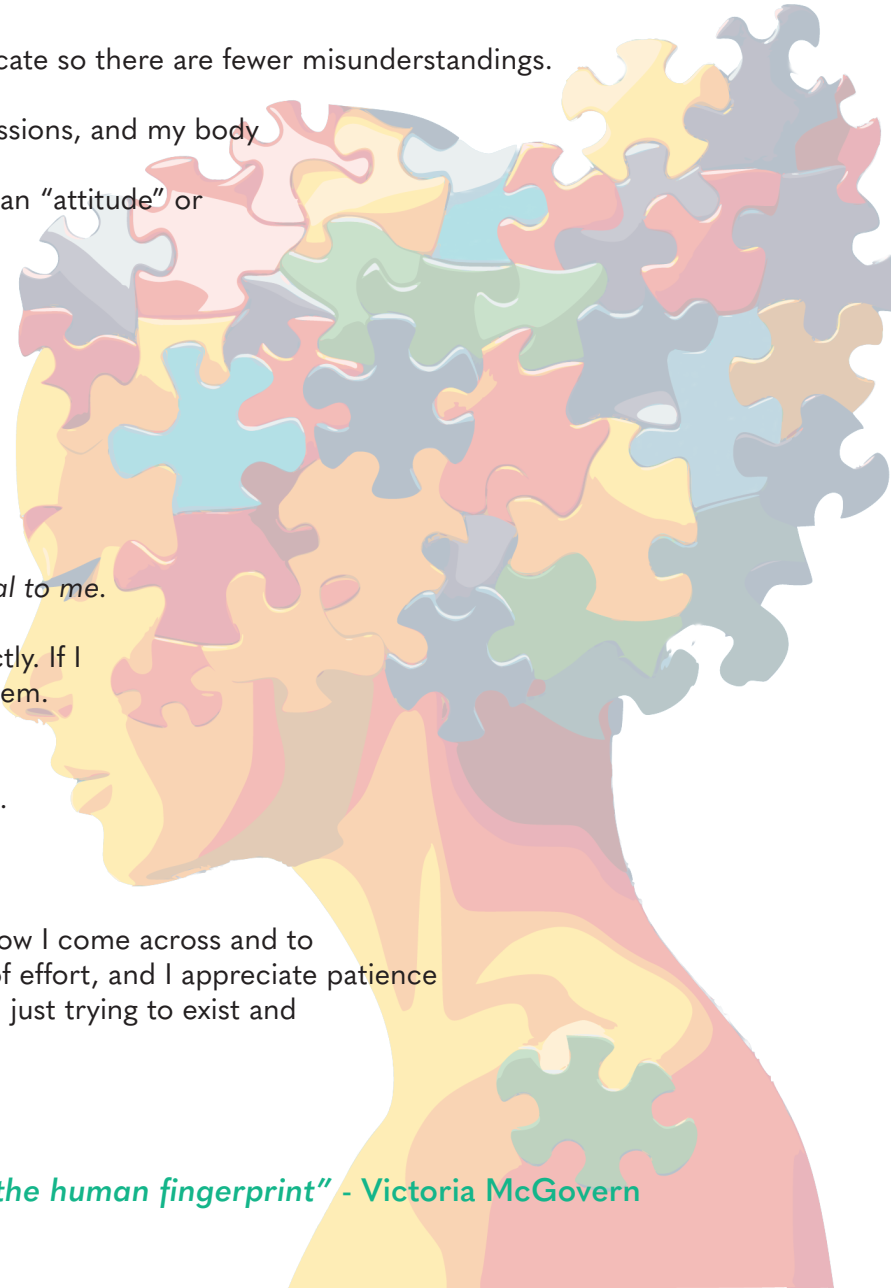 cate so there are fewer misunderstandings.
ssions, and my body
an “attitude” or
al to me.
ctly. If I
em.
.
ow I come across and to
of effort, and I appreciate patience
just trying to exist and
the human fingerprint” - Victoria McGovern